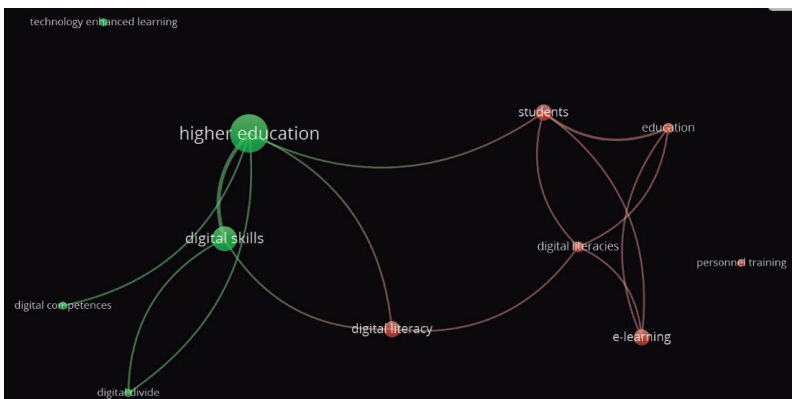 technology enhanced learning
students
education
higher education
digital skills
digital literacies
personnel training
digital competences
digital literacy
e-learning
digital divide